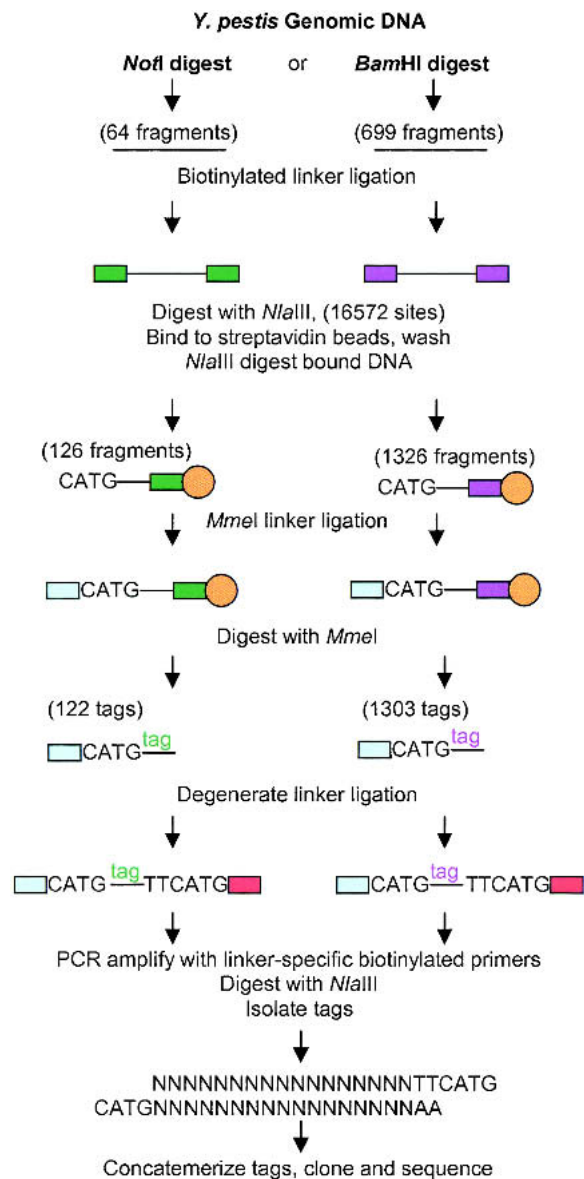 Y. pestis Genomic DNA
NotI digest or BamHI digest
(64 fragments) (699 fragments)
Biotinylated linker ligation
Digest with NlaIII, (16572 sites)
Bind to streptavidin beads, wash
NlaIII digest bound DNA
(126 fragments) (1326 fragments)
CATG CATG
MmeI linker ligation
CATG CATG
Digest with MmeI
(122 tags) (1303 tags)
tag tag
CATG CATG
Degenerate linker ligation
tag tag
CATG TTCATG CATG TTCATG
PCR amplify with linker-specific biotinylated primers
Digest with NlaIII
Isolate tags
NNNNNNNNNNNNNNNNNNTTCATG
CATGNNNNNNNNNNNNNNNNNNAA
Concatemerize tags, clone and sequence